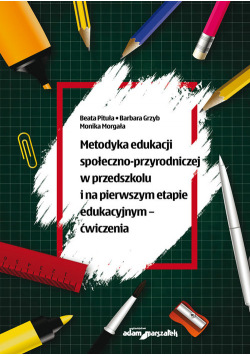 Beata Pituła • Barbara Grzyb
Monika Morgała
Metodyka edukacji
społeczno-przyrodniczej
w przedszkolu
i na pierwszym etapie
edukacyjnym –
ćwiczenia
adam marszałek